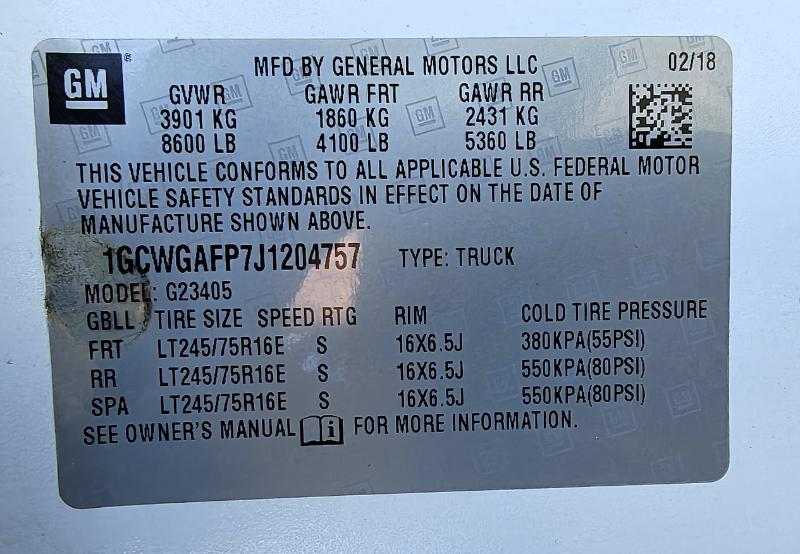 GM
MFD BY GENERAL MOTORS LLC 02/18
GVWR GAWR FRT GAWR RR
3901 KG 1860 KG 2431 KG
8600 LB 4100 LB 5360 LB
THIS VEHICLE CONFORMS TO ALL APPLICABLE U.S. FEDERAL MOTOR
VEHICLE SAFETY STANDARDS IN EFFECT ON THE DATE OF
MANUFACTURE SHOWN ABOVE.
1GCWGAFP7J1204757 TYPE: TRUCK
MODEL: G23405
GBLL TIRE SIZE SPEED RTG RIM COLD TIRE PRESSURE
FRT LT245/75R16E S 16X6.5J 380KPA(55PSI)
RR LT245/75R16E S 16X6.5J 550KPA(80PSI)
SPA LT245/75R16E S 16X6.5J 550KPA(80PSI)
SEE OWNER'S MANUAL FOR MORE INFORMATION.